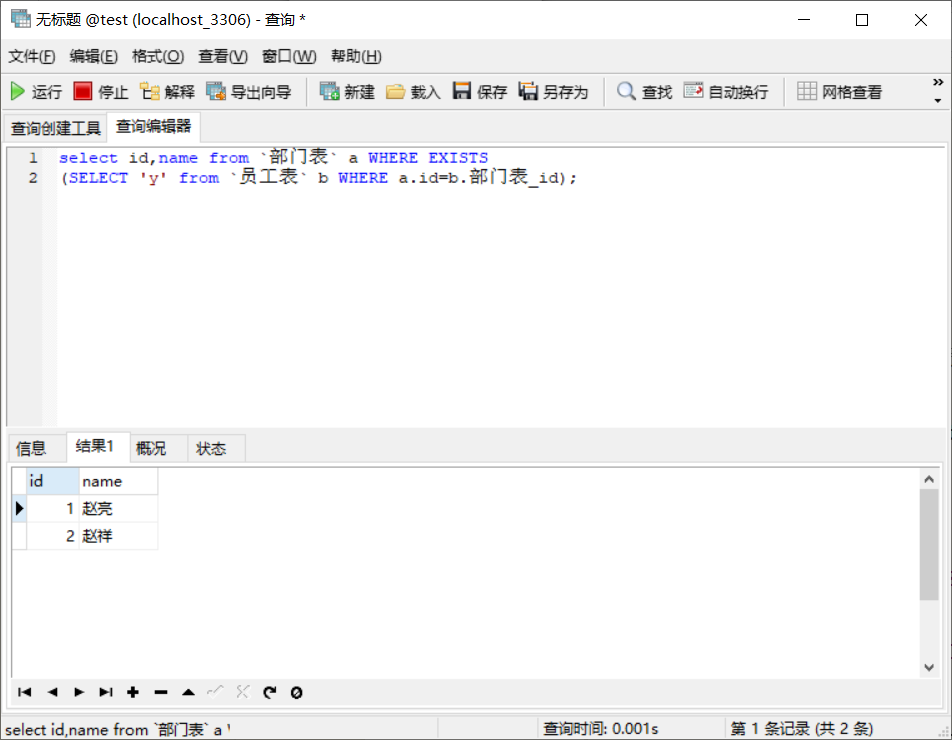 无标题 @test (localhost_3306) - 查询 *
文件(F) 编辑(E) 格式(O) 查看(V) 窗口(W) 帮助(H)
运行 停止 解释 导出向导 新建 载入 保存 另存为 查找 自动换行 网格查看 »
查询创建工具 查询编辑器
1 select id,name from `部门表` a WHERE EXISTS
2 (SELECT 'y' from `员工表` b WHERE a.id=b.部门表_id);
信息 结果1 概况 状态
id name
1 赵亮
2 赵祥
select id,name from `部门表` a '
查询时间: 0.001s
第 1 条记录 (共 2 条)